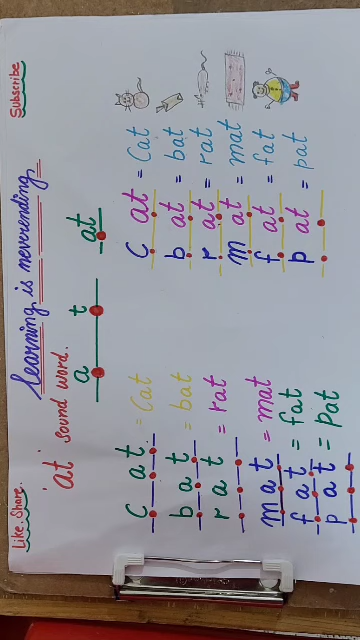 Like. Share. Subscribe
learning is neverending
'at' sound word.
a t at
c a t = Cat
b a t = bat
r a t = rat
m a t = mat
f a t = fat
p a t = Pat
C at = Cat
b at = bat
r at = rat
m at = mat
f at = fat
p at = pat